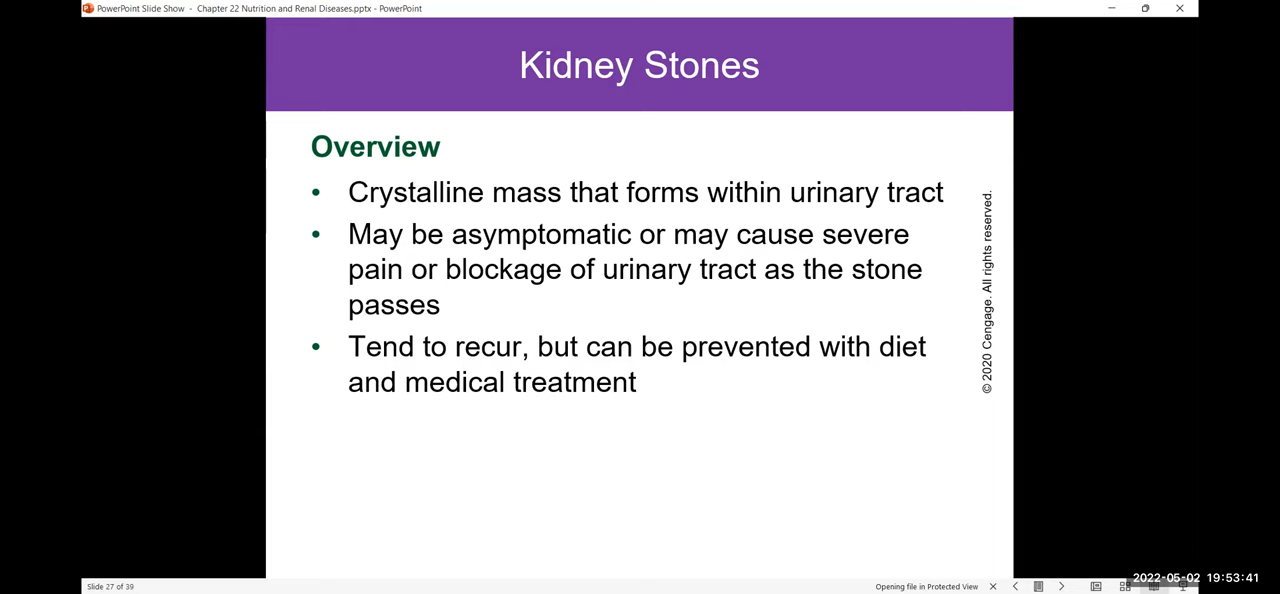 PowerPoint Slide Show - Chapter 22 Nutrition and Renal Diseases.pptx - PowerPoint
Kidney Stones
Overview
• Crystalline mass that forms within urinary tract
• May be asymptomatic or may cause severe
pain or blockage of urinary tract as the stone
passes
• Tend to recur, but can be prevented with diet
and medical treatment
© 2020 Cengage. All rights reserved.
Slide 27 of 39
Opening file in Protected View
2022-05-02 19:53:41